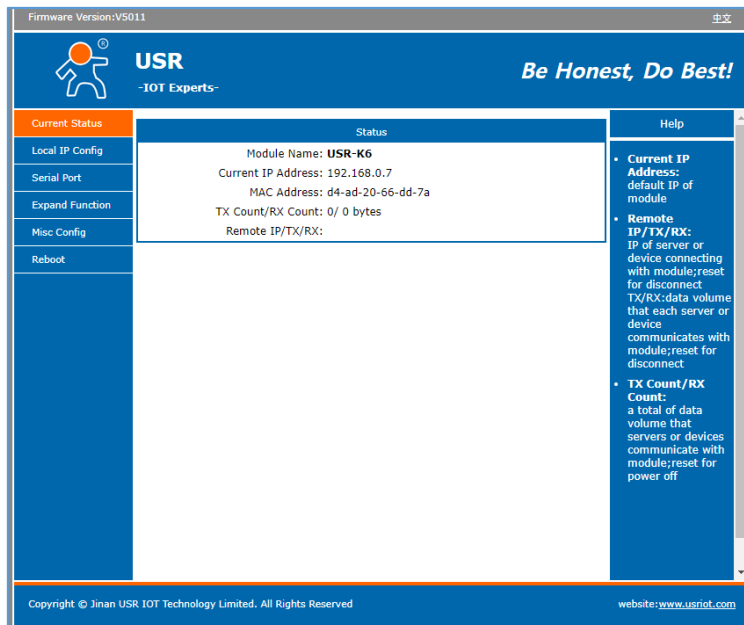 Firmware Version:V5011
中文
®
USR
-IOT Experts-
Be Honest, Do Best!
Current Status
Local IP Config
Serial Port
Expand Function
Misc Config
Reboot
Status
Module Name: USR-K6
Current IP Address: 192.168.0.7
MAC Address: d4-ad-20-66-dd-7a
TX Count/RX Count: 0/ 0 bytes
Remote IP/TX/RX:
Help
• Current IP
Address:
default IP of
module
• Remote
IP/TX/RX:
IP of server or
device connecting
with module;reset
for disconnect
TX/RX:data volume
that each server or
device
communicates with
module;reset for
disconnect
• TX Count/RX
Count:
a total of data
volume that
servers or devices
communicate with
module;reset for
power off
Copyright © Jinan USR IOT Technology Limited. All Rights Reserved
website:www.usriot.com